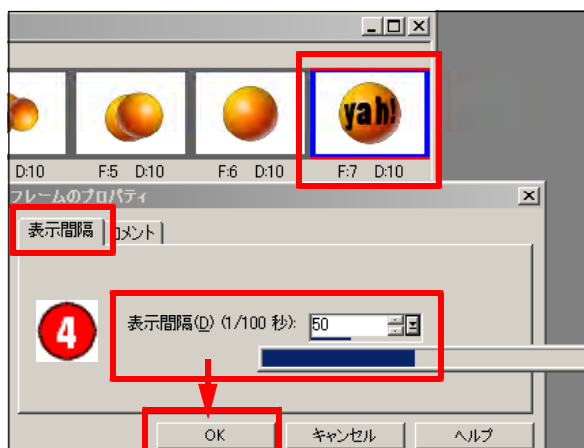 yah!
D:10 F:5 D:10 F:6 D:10 F:7 D:10
フレームのプロパティ
表示間隔 コメント
4
表示間隔(D) (1/100 秒): 50
OK キャンセル ヘルプ